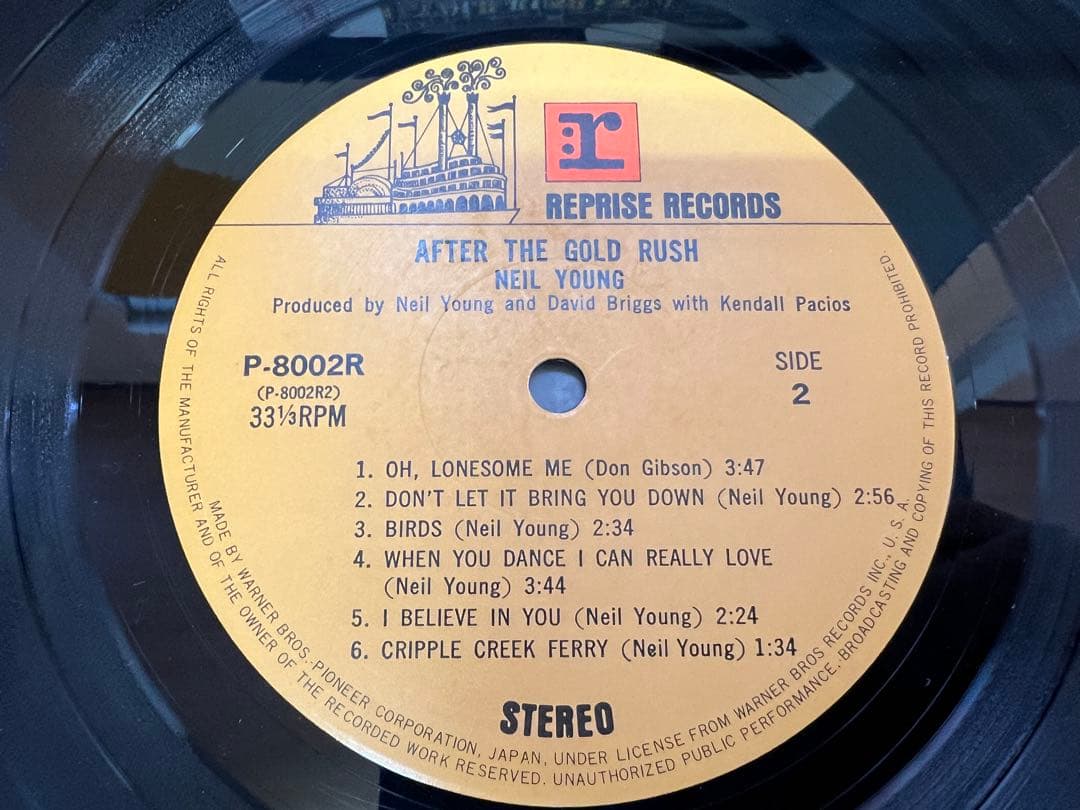 r
REPRISE RECORDS
AFTER THE GOLD RUSH
NEIL YOUNG
Produced by Neil Young and David Briggs with Kendall Pacios
P-8002R
(P-8002R2)
33⅓RPM
SIDE
2
1. OH, LONESOME ME (Don Gibson) 3:47
2. DON'T LET IT BRING YOU DOWN (Neil Young) 2:56
3. BIRDS (Neil Young) 2:34
4. WHEN YOU DANCE I CAN REALLY LOVE
(Neil Young) 3:44
5. I BELIEVE IN YOU (Neil Young) 2:24
6. CRIPPLE CREEK FERRY (Neil Young) 1:34
STEREO
MADE BY WARNER BROS.-PIONEER CORPORATION, JAPAN, UNDER LICENSE FROM WARNER BROS RECORDS INC., U. S. A.
ALL RIGHTS OF THE MANUFACTURER AND OF THE OWNER OF THE RECORDED WORK RESERVED. UNAUTHORIZED PUBLIC PERFORMANCE, BROADCASTING AND COPYING OF THIS RECORD PROHIBITED.